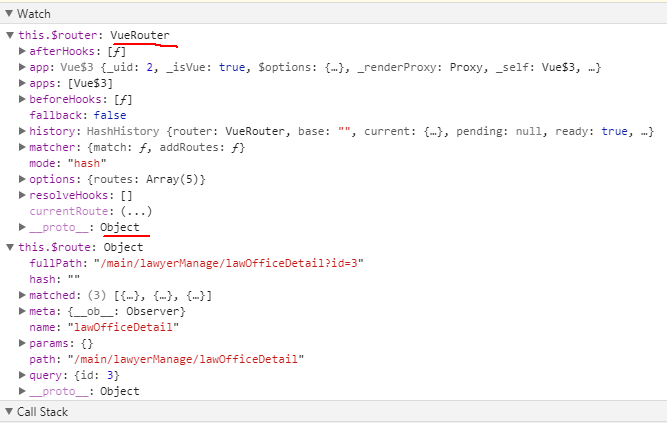 Watch
this.$router: VueRouter
afterHooks: [ƒ]
app: Vue$3 {_uid: 2, _isVue: true, $options: {…}, _renderProxy: Proxy, _self: Vue$3, …}
apps: [Vue$3]
beforeHooks: [ƒ]
fallback: false
history: HashHistory {router: VueRouter, base: "", current: {…}, pending: null, ready: true, …}
matcher: {match: ƒ, addRoutes: ƒ}
mode: "hash"
options: {routes: Array(5)}
resolveHooks: []
currentRoute: (...)
__proto__: Object
this.$route: Object
fullPath: "/main/lawyerManage/lawOfficeDetail?id=3"
hash: ""
matched: (3) [{…}, {…}, {…}]
meta: {__ob__: Observer}
name: "lawOfficeDetail"
params: {}
path: "/main/lawyerManage/lawOfficeDetail"
query: {id: 3}
__proto__: Object
Call Stack